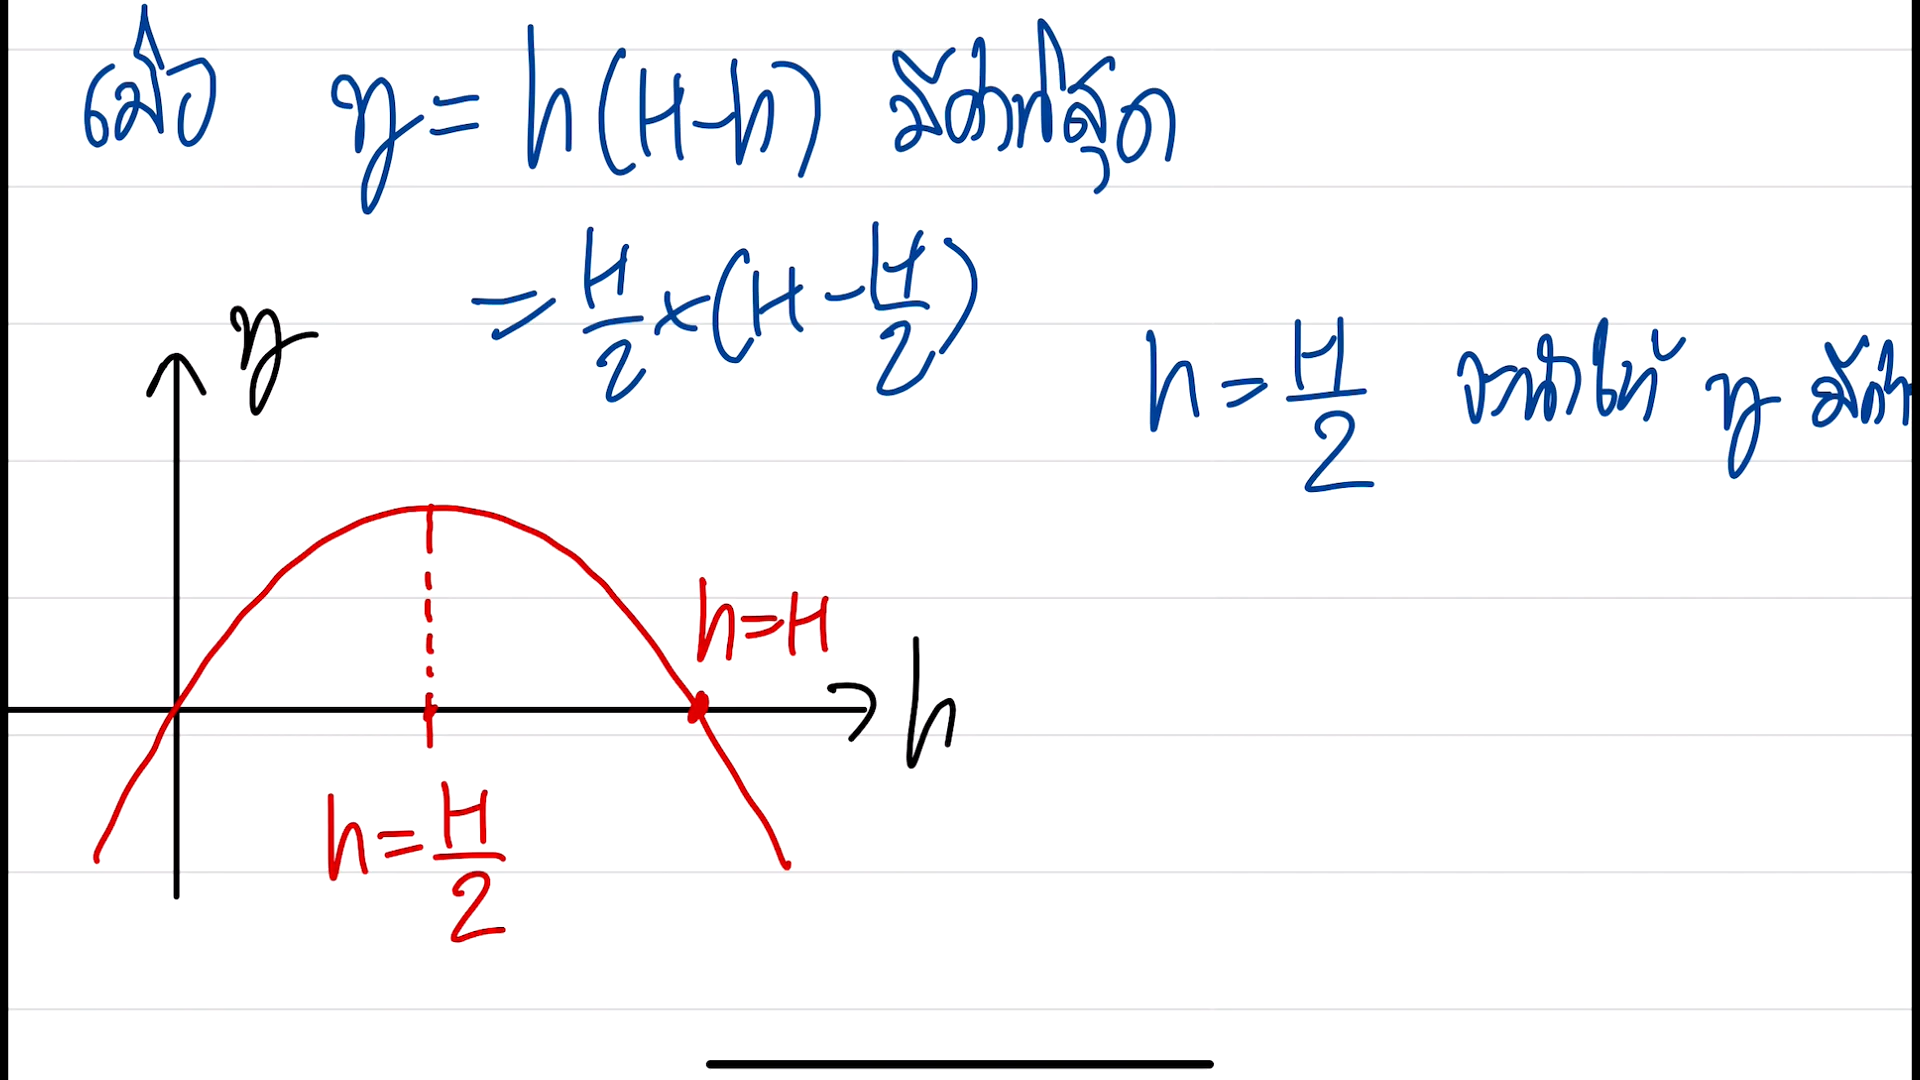 เมื่อ y = h(H-h) มีค่ามากที่สุด
= H/2 × (H - H/2)
y
h = H/2 จะทำให้ y มีค่า
h = H
h
h = H/2